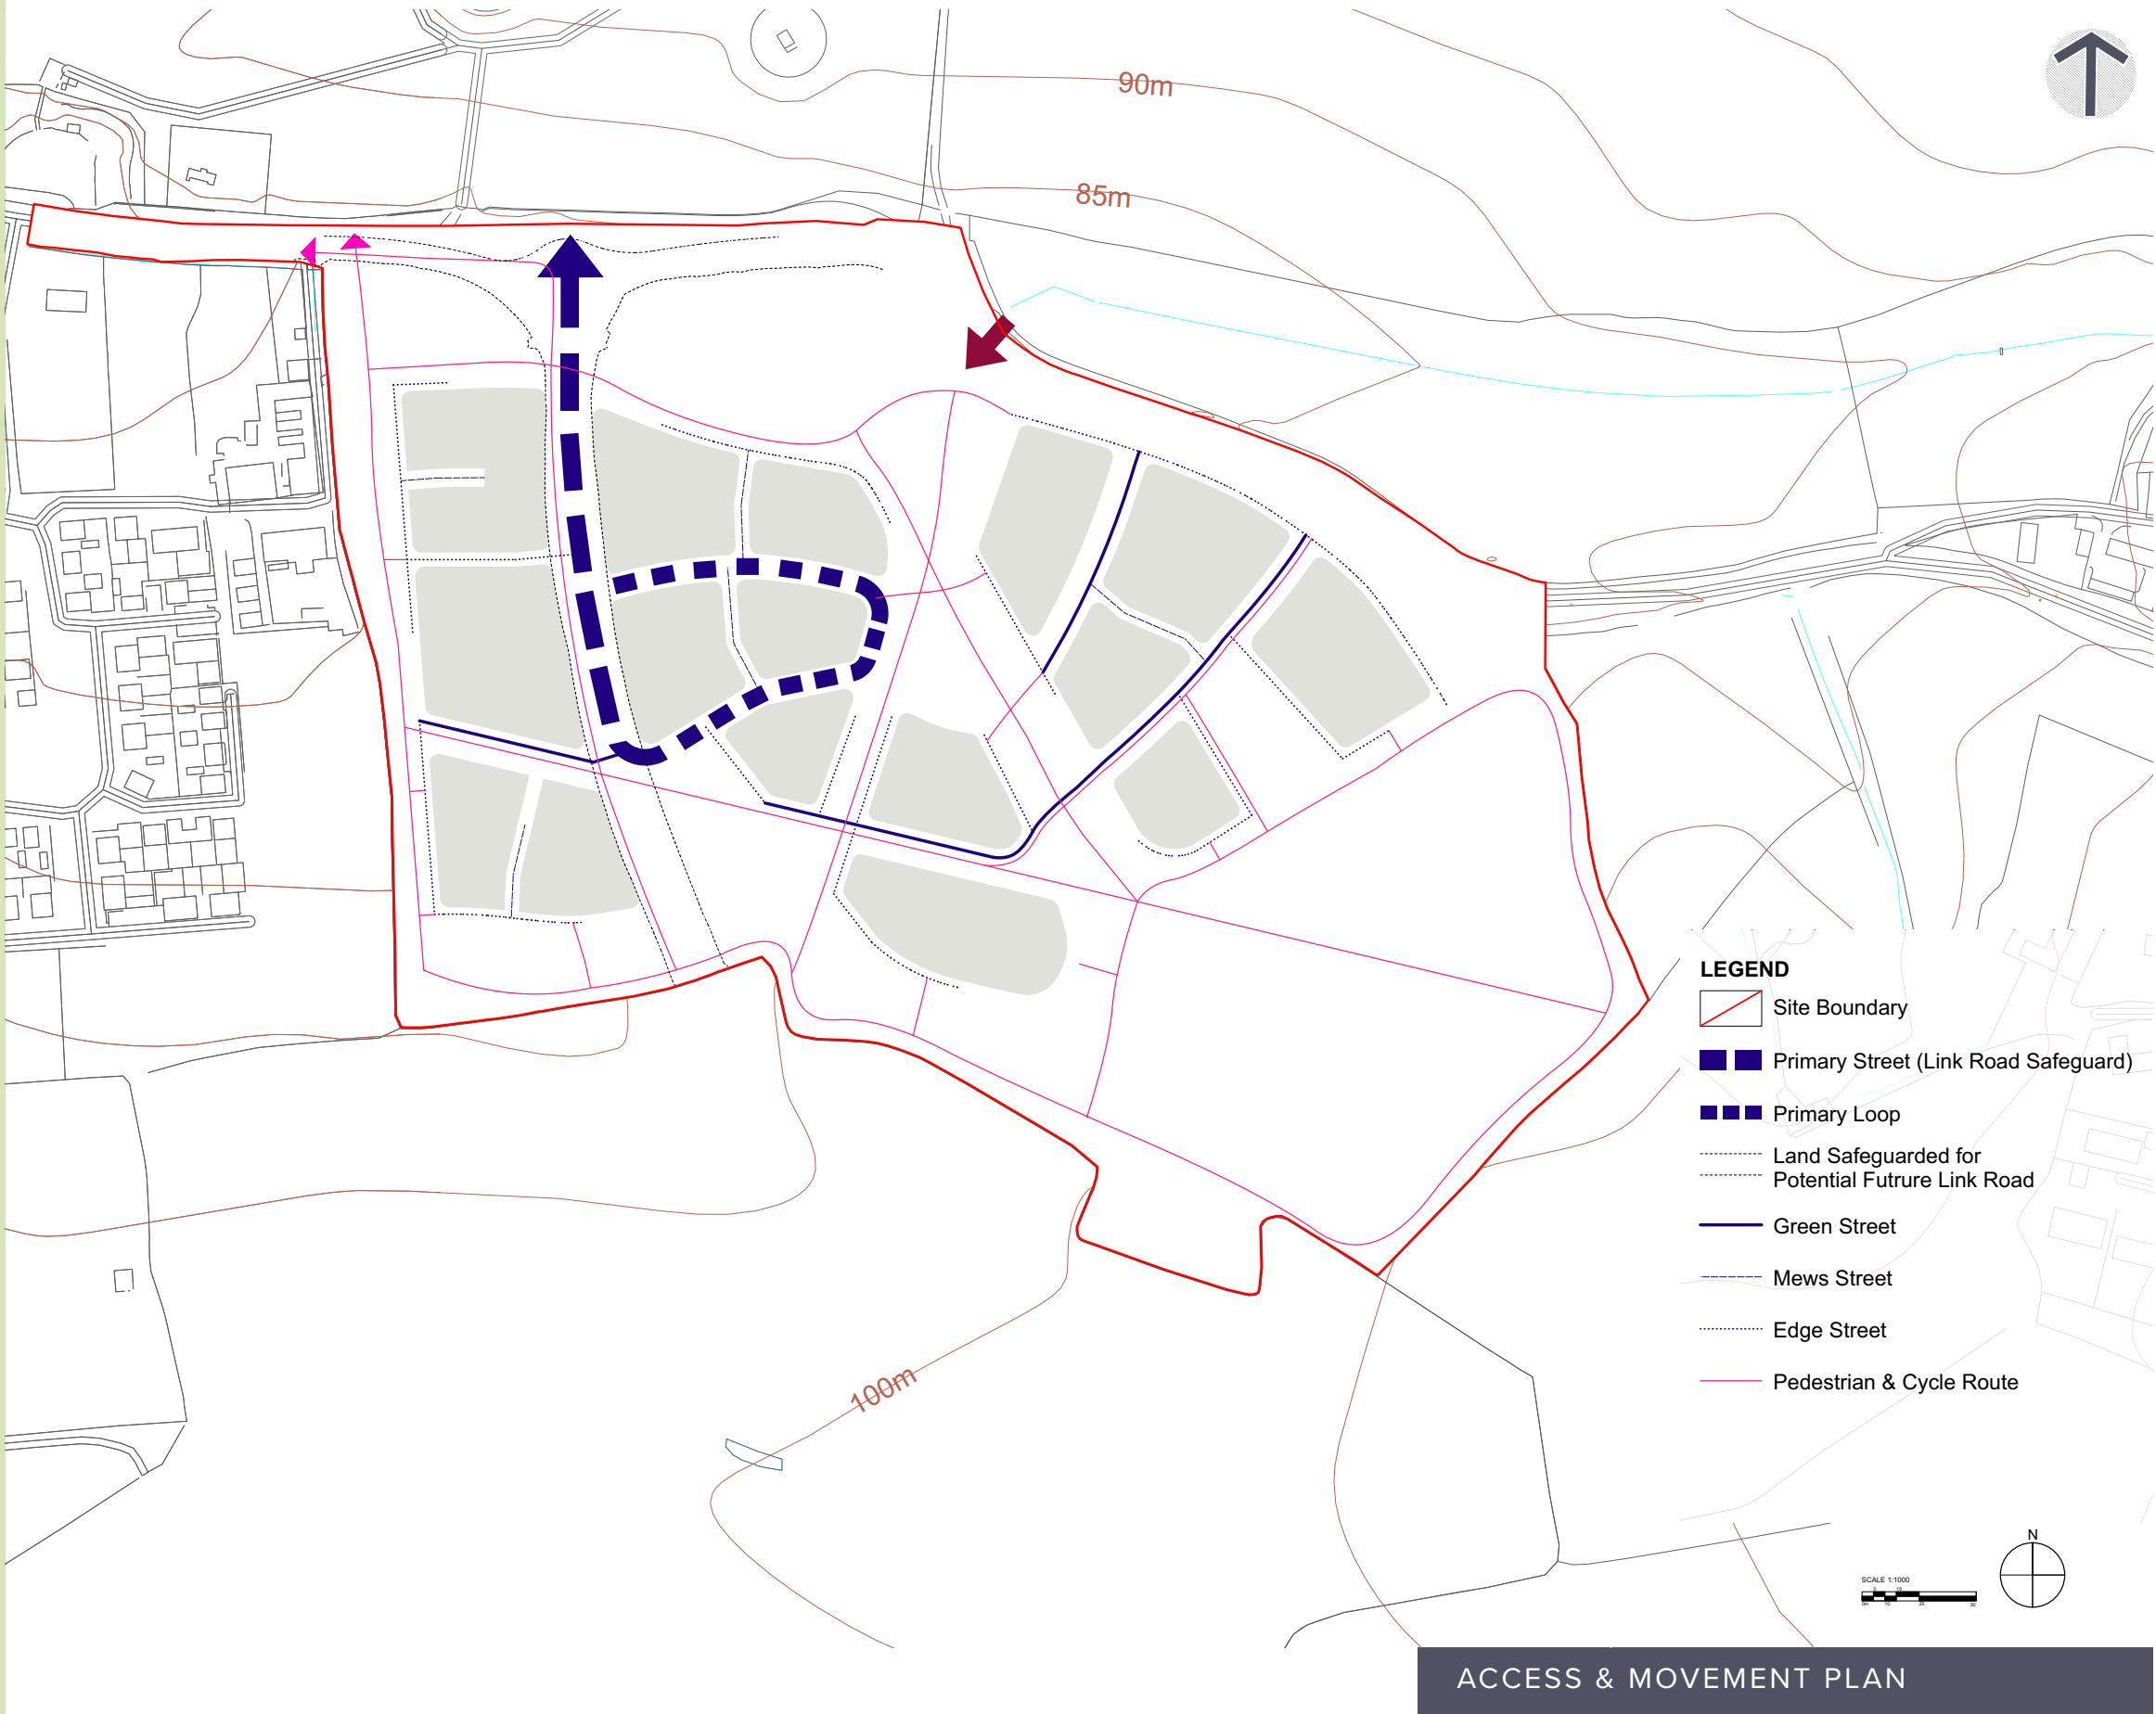 90m
85m
100m
LEGEND
Site Boundary
Primary Street (Link Road Safeguard)
Primary Loop
Land Safeguarded for
Potential Futrure Link Road
Green Street
Mews Street
Edge Street
Pedestrian & Cycle Route
N
SCALE 1:1000
ACCESS & MOVEMENT PLAN